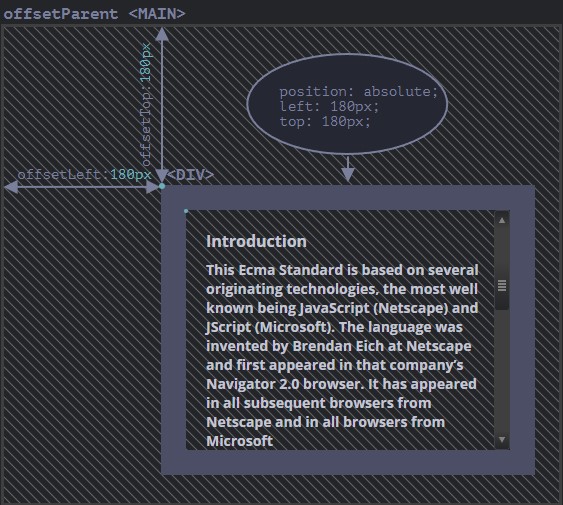 offsetParent <MAIN>
offsetTop:180px
position: absolute;
left: 180px;
top: 180px;
offsetLeft:180px
<DIV>
Introduction
This Ecma Standard is based on several
originating technologies, the most well
known being JavaScript (Netscape) and
JScript (Microsoft). The language was
invented by Brendan Eich at Netscape
and first appeared in that company’s
Navigator 2.0 browser. It has appeared
in all subsequent browsers from
Netscape and in all browsers from
Microsoft